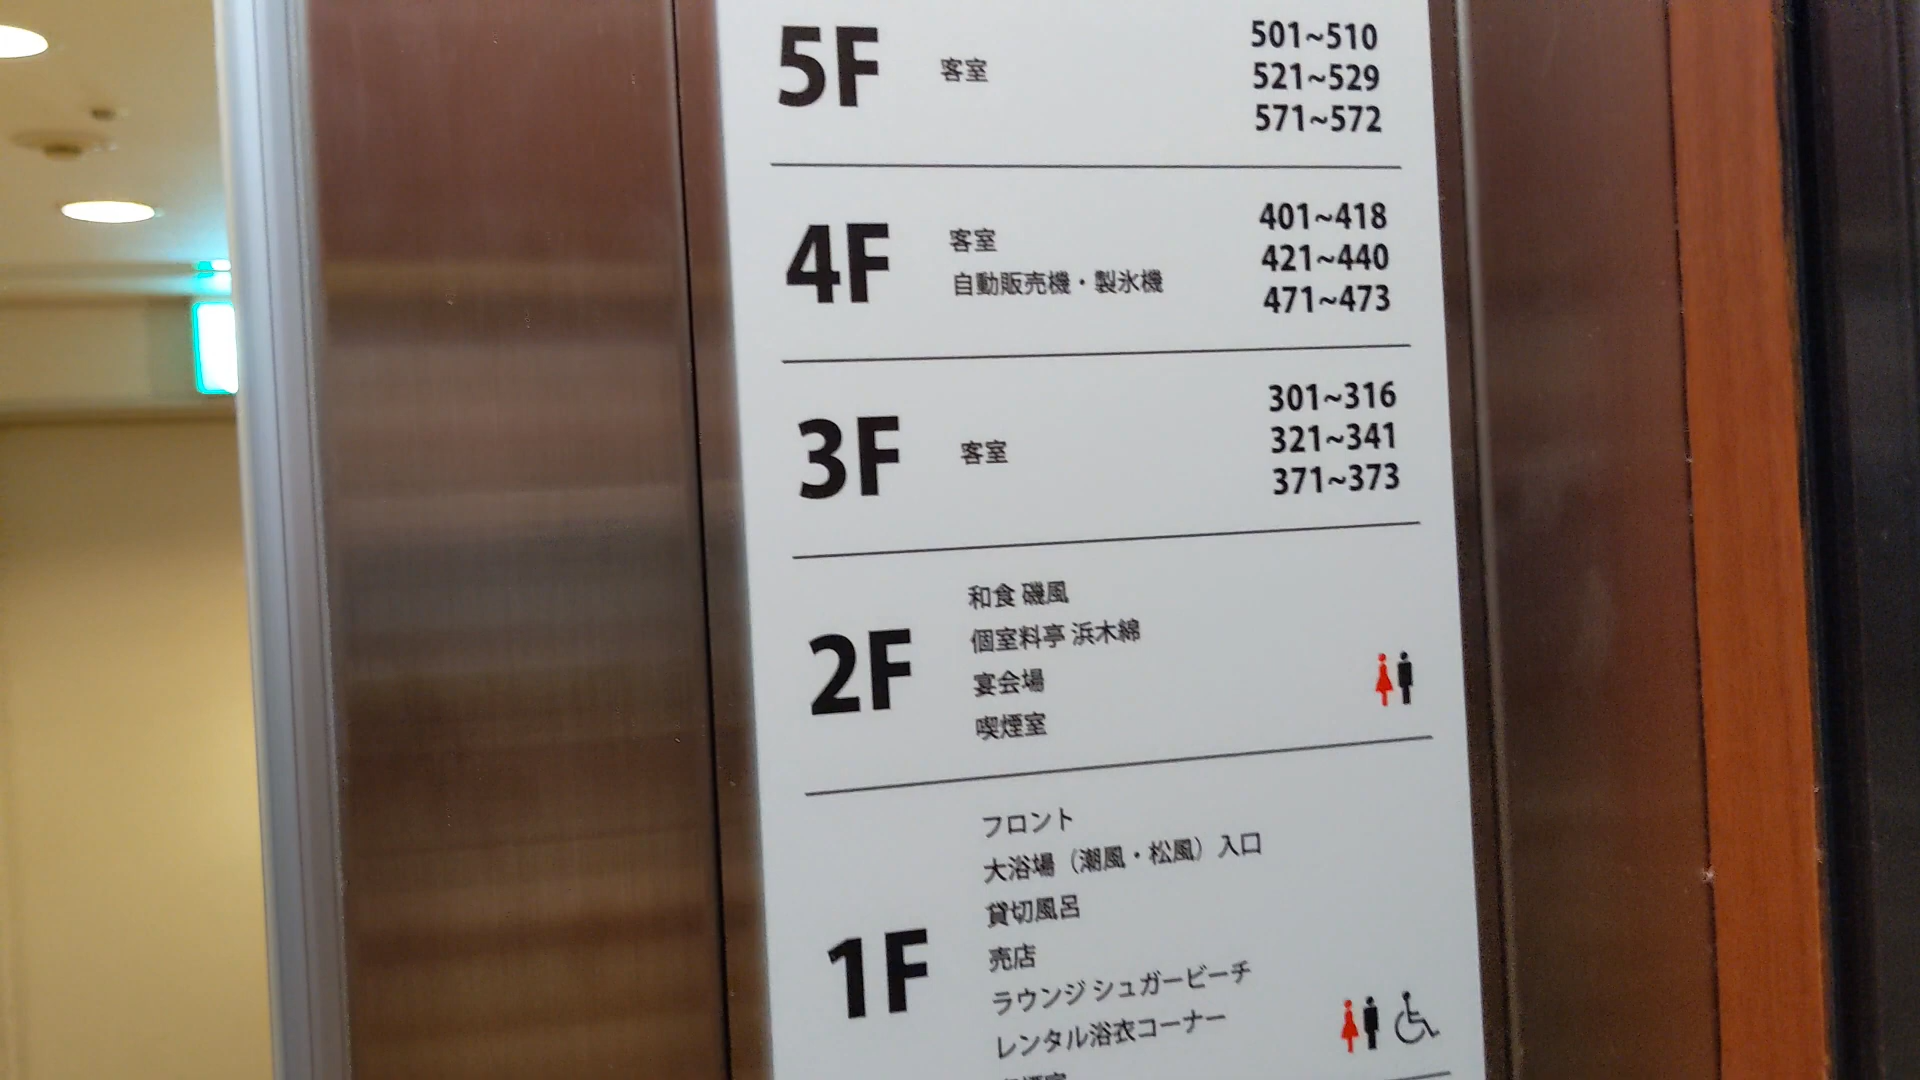 5F 客室 501~510
521~529
571~572
4F 客室 401~418
自動販売機・製氷機 421~440
471~473
3F 客室 301~316
321~341
371~373
2F 和食 磯風
個室料亭 浜木綿
宴会場
喫煙室
1F フロント
大浴場（潮風・松風）入口
貸切風呂
売店
ラウンジ シュガービーチ
レンタル浴衣コーナー